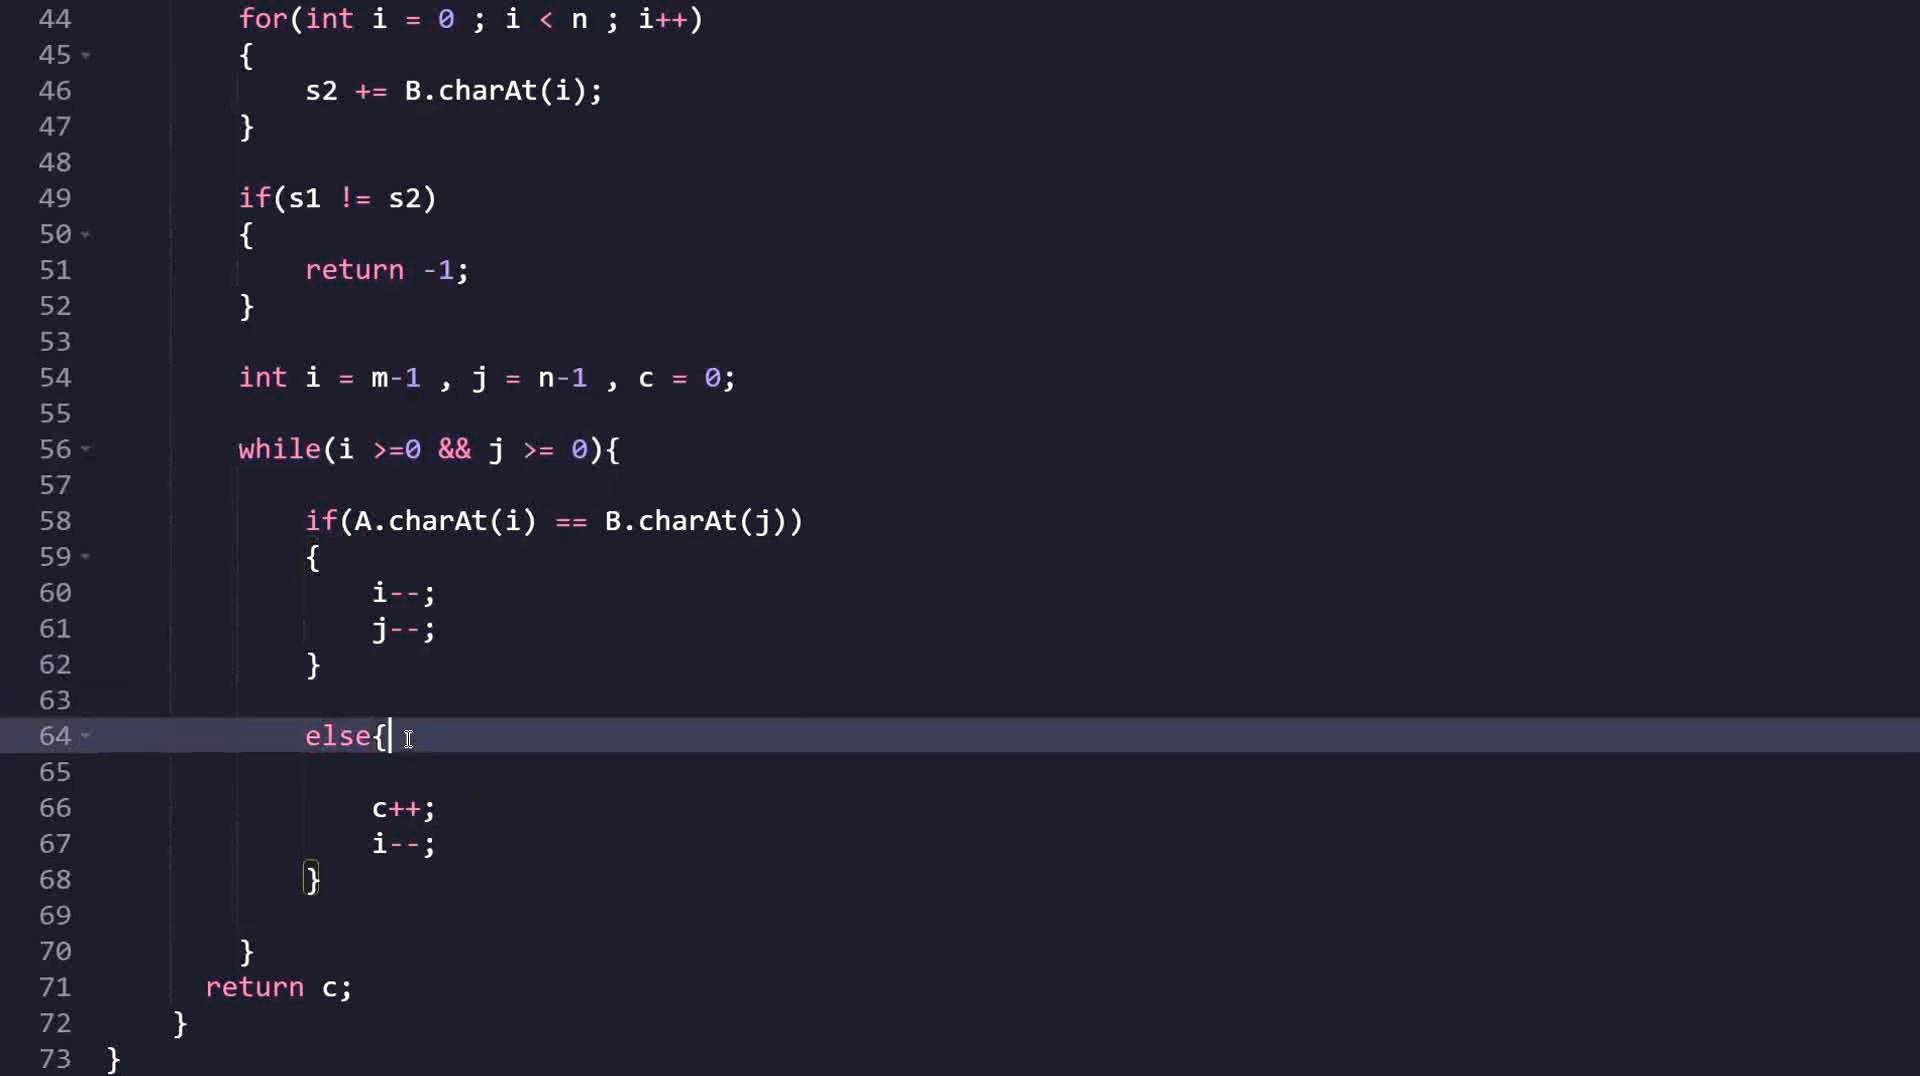 44 for(int i = 0 ; i < n ; i++)
45 {
46 s2 += B.charAt(i);
47 }
48
49 if(s1 != s2)
50 {
51 return -1;
52 }
53
54 int i = m-1 , j = n-1 , c = 0;
55
56 while(i >=0 && j >= 0){
57
58 if(A.charAt(i) == B.charAt(j))
59 {
60 i--;
61 j--;
62 }
63
64 else{
65
66 c++;
67 i--;
68 }
69
70 }
71 return c;
72 }
73 }